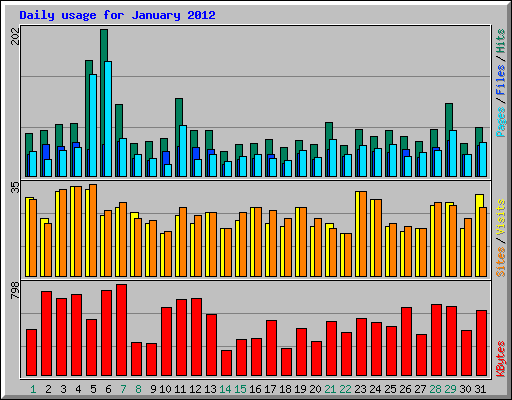 Daily usage for January 2012
202
Pages / Files / Hits
35
Sites / Visits
798
KBytes
1 2 3 4 5 6 7 8 9 10 11 12 13 14 15 16 17 18 19 20 21 22 23 24 25 26 27 28 29 30 31